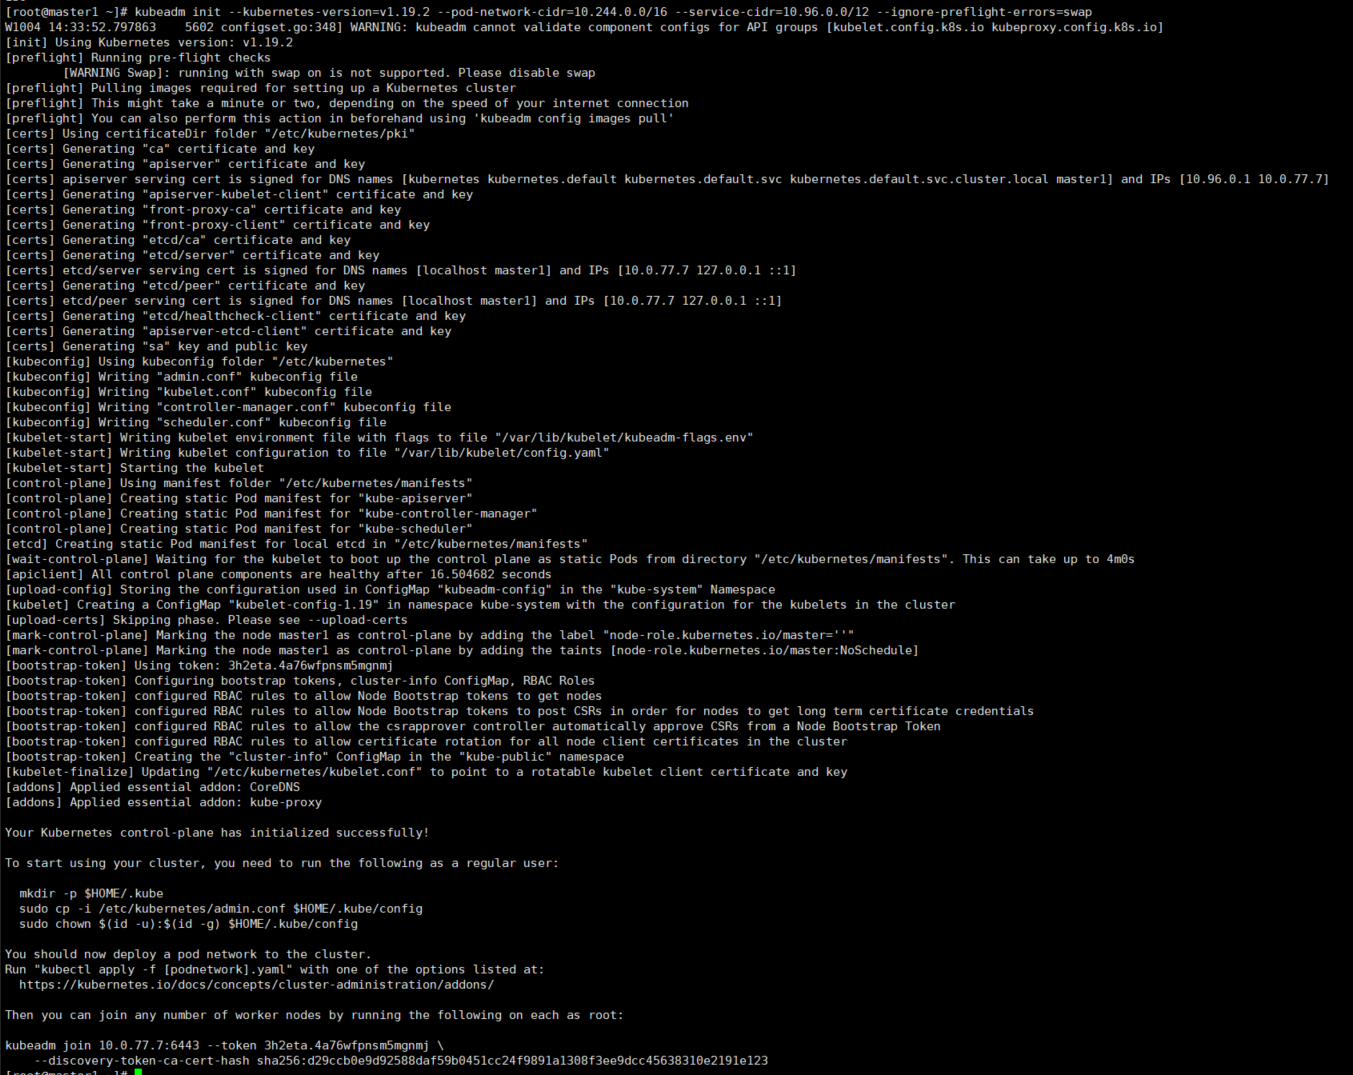 [root@master1 ~]# kubeadm init --kubernetes-version=v1.19.2 --pod-network-cidr=10.244.0.0/16 --service-cidr=10.96.0.0/12 --ignore-preflight-errors=swap
W1004 14:33:52.797863    5602 configset.go:348] WARNING: kubeadm cannot validate component configs for API groups [kubelet.config.k8s.io kubeproxy.config.k8s.io]
[init] Using Kubernetes version: v1.19.2
[preflight] Running pre-flight checks
        [WARNING Swap]: running with swap on is not supported. Please disable swap
[preflight] Pulling images required for setting up a Kubernetes cluster
[preflight] This might take a minute or two, depending on the speed of your internet connection
[preflight] You can also perform this action in beforehand using 'kubeadm config images pull'
[certs] Using certificateDir folder "/etc/kubernetes/pki"
[certs] Generating "ca" certificate and key
[certs] Generating "apiserver" certificate and key
[certs] apiserver serving cert is signed for DNS names [kubernetes kubernetes.default kubernetes.default.svc kubernetes.default.svc.cluster.local master1] and IPs [10.96.0.1 10.0.77.7]
[certs] Generating "apiserver-kubelet-client" certificate and key
[certs] Generating "front-proxy-ca" certificate and key
[certs] Generating "front-proxy-client" certificate and key
[certs] Generating "etcd/ca" certificate and key
[certs] Generating "etcd/server" certificate and key
[certs] etcd/server serving cert is signed for DNS names [localhost master1] and IPs [10.0.77.7 127.0.0.1 ::1]
[certs] Generating "etcd/peer" certificate and key
[certs] etcd/peer serving cert is signed for DNS names [localhost master1] and IPs [10.0.77.7 127.0.0.1 ::1]
[certs] Generating "etcd/healthcheck-client" certificate and key
[certs] Generating "apiserver-etcd-client" certificate and key
[certs] Generating "sa" key and public key
[kubeconfig] Using kubeconfig folder "/etc/kubernetes"
[kubeconfig] Writing "admin.conf" kubeconfig file
[kubeconfig] Writing "kubelet.conf" kubeconfig file
[kubeconfig] Writing "controller-manager.conf" kubeconfig file
[kubeconfig] Writing "scheduler.conf" kubeconfig file
[kubelet-start] Writing kubelet environment file with flags to file "/var/lib/kubelet/kubeadm-flags.env"
[kubelet-start] Writing kubelet configuration to file "/var/lib/kubelet/config.yaml"
[kubelet-start] Starting the kubelet
[control-plane] Using manifest folder "/etc/kubernetes/manifests"
[control-plane] Creating static Pod manifest for "kube-apiserver"
[control-plane] Creating static Pod manifest for "kube-controller-manager"
[control-plane] Creating static Pod manifest for "kube-scheduler"
[etcd] Creating static Pod manifest for local etcd in "/etc/kubernetes/manifests"
[wait-control-plane] Waiting for the kubelet to boot up the control plane as static Pods from directory "/etc/kubernetes/manifests". This can take up to 4m0s
[apiclient] All control plane components are healthy after 16.504682 seconds
[upload-config] Storing the configuration used in ConfigMap "kubeadm-config" in the "kube-system" Namespace
[kubelet] Creating a ConfigMap "kubelet-config-1.19" in namespace kube-system with the configuration for the kubelets in the cluster
[upload-certs] Skipping phase. Please see --upload-certs
[mark-control-plane] Marking the node master1 as control-plane by adding the label "node-role.kubernetes.io/master=''"
[mark-control-plane] Marking the node master1 as control-plane by adding the taints [node-role.kubernetes.io/master:NoSchedule]
[bootstrap-token] Using token: 3h2eta.4a76wfpnsm5mgnmj
[bootstrap-token] Configuring bootstrap tokens, cluster-info ConfigMap, RBAC Roles
[bootstrap-token] configured RBAC rules to allow Node Bootstrap tokens to get nodes
[bootstrap-token] configured RBAC rules to allow Node Bootstrap tokens to post CSRs in order for nodes to get long term certificate credentials
[bootstrap-token] configured RBAC rules to allow the csrapprover controller automatically approve CSRs from a Node Bootstrap Token
[bootstrap-token] configured RBAC rules to allow certificate rotation for all node client certificates in the cluster
[bootstrap-token] Creating the "cluster-info" ConfigMap in the "kube-public" namespace
[kubelet-finalize] Updating "/etc/kubernetes/kubelet.conf" to point to a rotatable kubelet client certificate and key
[addons] Applied essential addon: CoreDNS
[addons] Applied essential addon: kube-proxy

Your Kubernetes control-plane has initialized successfully!

To start using your cluster, you need to run the following as a regular user:

  mkdir -p $HOME/.kube
  sudo cp -i /etc/kubernetes/admin.conf $HOME/.kube/config
  sudo chown $(id -u):$(id -g) $HOME/.kube/config

You should now deploy a pod network to the cluster.
Run "kubectl apply -f [podnetwork].yaml" with one of the options listed at:
  https://kubernetes.io/docs/concepts/cluster-administration/addons/

Then you can join any number of worker nodes by running the following on each as root:

kubeadm join 10.0.77.7:6443 --token 3h2eta.4a76wfpnsm5mgnmj \
    --discovery-token-ca-cert-hash sha256:d29ccb0e9d92588daf59b0451cc24f9891a1308f3ee9dcc45638310e2191e123
[root@master1 ~]#